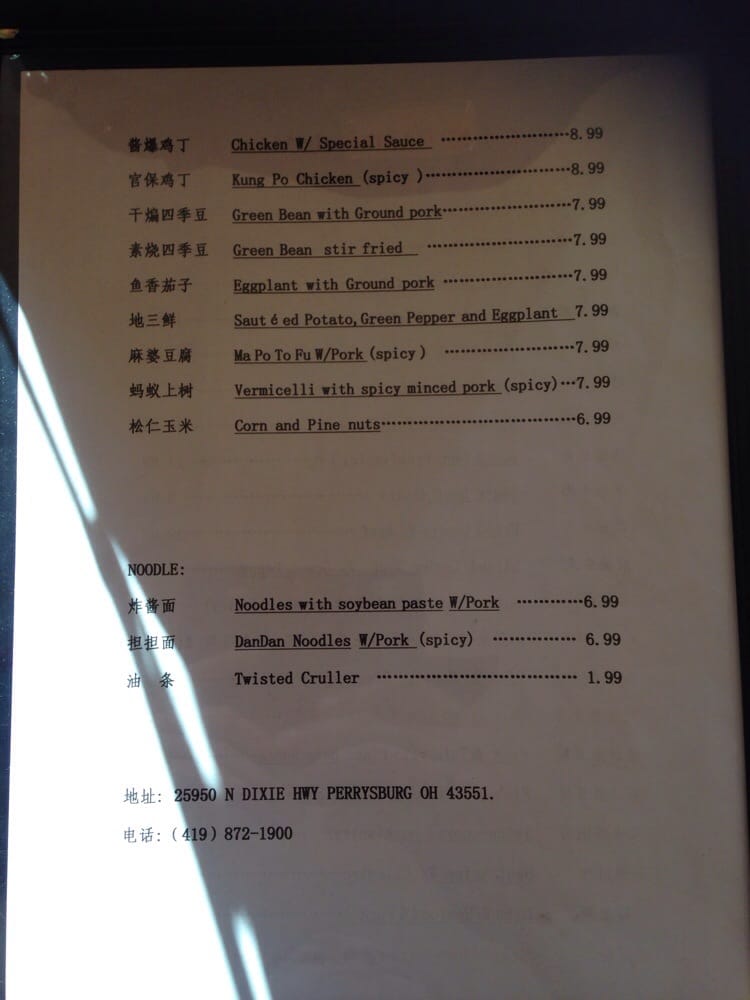 酱爆鸡丁 Chicken W/ Special Sauce ........................8.99
官保鸡丁 Kung Po Chicken (spicy )...........................8.99
干煸四季豆 Green Bean with Ground pork........................7.99
素烧四季豆 Green Bean stir fried ...........................7.99
鱼香茄子 Eggplant with Ground pork ........................7.99
地三鲜 Sautéed Potato,Green Pepper and Eggplant 7.99
麻婆豆腐 Ma Po To Fu W/Pork (spicy) ........................7.99
蚂蚁上树 Vermicelli with spicy minced pork (spicy)...7.99
松仁玉米 Corn and Pine nuts....................................6.99
NOODLE:
炸酱面 Noodles with soybean paste W/Pork ............6.99
担担面 DanDan Noodles W/Pork (spicy) ............... 6.99
油 条 Twisted Cruller .................................... 1.99
地址: 25950 N DIXIE HWY PERRYSBURG OH 43551.
电话: (419) 872-1900